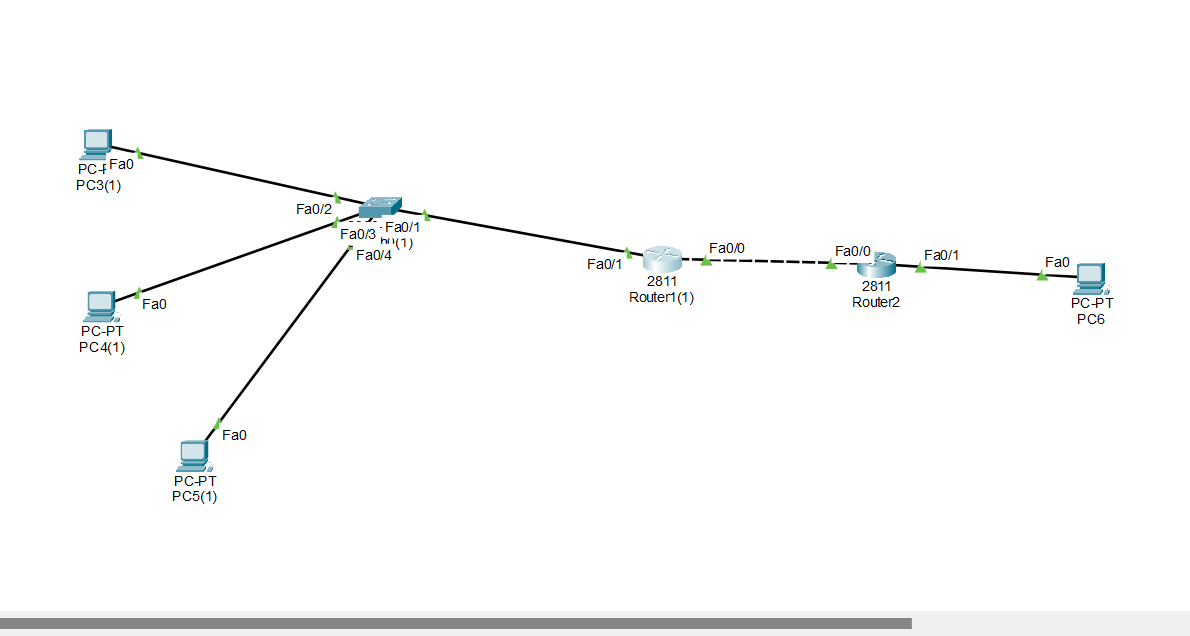 Fa0
PC3(1)
Fa0/2
Fa0/1
Fa0/3
Fa0/4
Fa0
PC-PT
PC4(1)
Fa0
PC-PT
PC5(1)
Fa0/1
2811
Router1(1)
Fa0/0
Fa0/0
2811
Router2
Fa0/1
Fa0
PC-PT
PC6